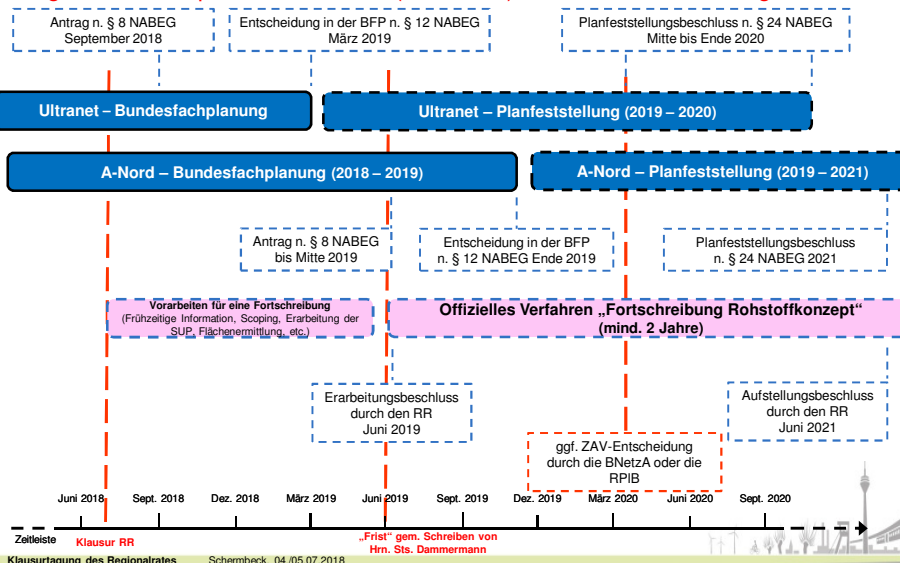 Antrag n. § 8 NABEG
September 2018
Entscheidung in der BFP n. § 12 NABEG
März 2019
Planfeststellungsbeschluss n. § 24 NABEG
Mitte bis Ende 2020
Ultranet – Bundesfachplanung
Ultranet – Planfeststellung (2019 – 2020)
A-Nord – Bundesfachplanung (2018 – 2019)
A-Nord – Planfeststellung (2019 – 2021)
Antrag n. § 8 NABEG
bis Mitte 2019
Entscheidung in der BFP
n. § 12 NABEG Ende 2019
Planfeststellungsbeschluss
n. § 24 NABEG 2021
Vorarbeiten für eine Fortschreibung
(Frühzeitige Information, Scoping, Erarbeitung der
SUP, Flächenermittlung, etc.)
Offizielles Verfahren „Fortschreibung Rohstoffkonzept“
(mind. 2 Jahre)
Erarbeitungsbeschluss
durch den RR
Juni 2019
Aufstellungsbeschluss
durch den RR
Juni 2021
ggf. ZAV-Entscheidung
durch die BNetzA oder die
RPlB
Juni 2018 Sept. 2018 Dez. 2018 März 2019 Juni 2019 Sept. 2019 Dez. 2019 März 2020 Juni 2020 Sept. 2020
Zeitleiste
Klausur RR
„Frist“ gem. Schreiben von
Hrn. Sts. Dammermann
Klausurtagung des Regionalrates Schermbeck, 04./05.07.2018